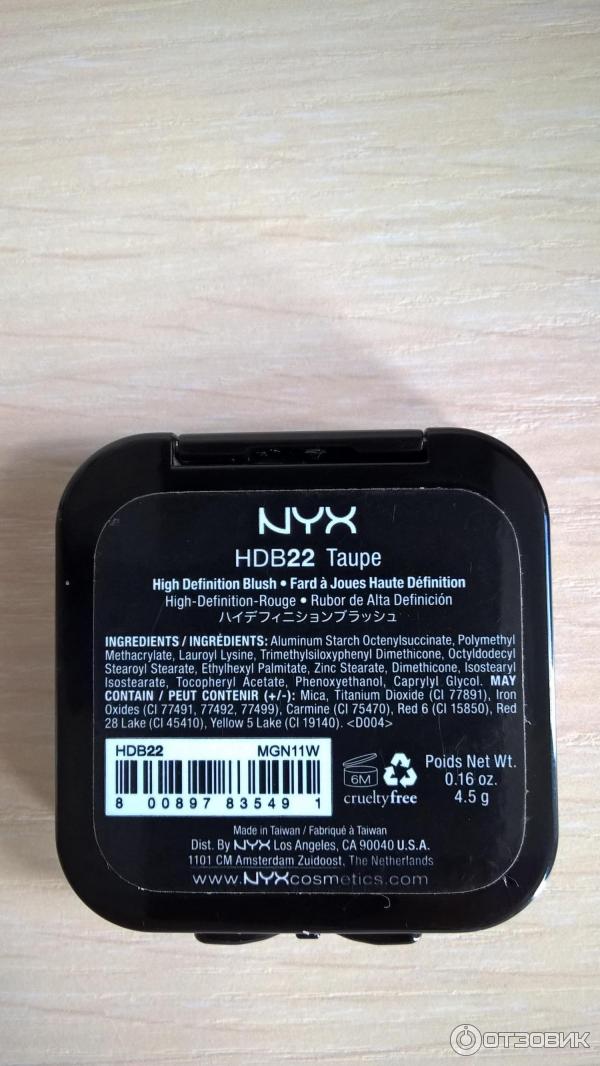 NYX
HDB22 Taupe
High Definition Blush • Fard à Joues Haute Définition
High-Definition-Rouge • Rubor de Alta Definición
ハイデフィニションブラッシュ
INGREDIENTS / INGRÉDIENTS: Aluminum Starch Octenylsuccinate, Polymethyl
Methacrylate, Lauroyl Lysine, Trimethylsiloxyphenyl Dimethicone, Octyldodecyl
Stearoyl Stearate, Ethylhexyl Palmitate, Zinc Stearate, Dimethicone, Isostearyl
Isostearate, Tocopheryl Acetate, Phenoxyethanol, Caprylyl Glycol. MAY
CONTAIN / PEUT CONTENIR (+/-): Mica, Titanium Dioxide (CI 77891), Iron
Oxides (CI 77491, 77492, 77499), Carmine (CI 75470), Red 6 (CI 15850), Red
28 Lake (CI 45410), Yellow 5 Lake (CI 19140). <D004>
HDB22 MGN11W
8 00897 83549 1
6M
crueltyfree
Poids Net Wt.
0.16 oz.
4.5 g
Made in Taiwan / Fabriqué à Taiwan
Dist. By NYX Los Angeles, CA 90040 U.S.A.
1101 CM Amsterdam Zuidoost, The Netherlands
www.NYXcosmetics.com
ОТЗОВИК